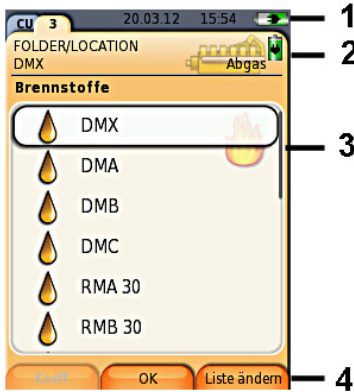 CU 3 20.03.12 15:54 1
FOLDER/LOCATION 2
DMX Abgas
Brennstoffe
DMX
DMA 3
DMB
DMC
RMA 30
RMB 30
Koeff. OK Liste ändern 4